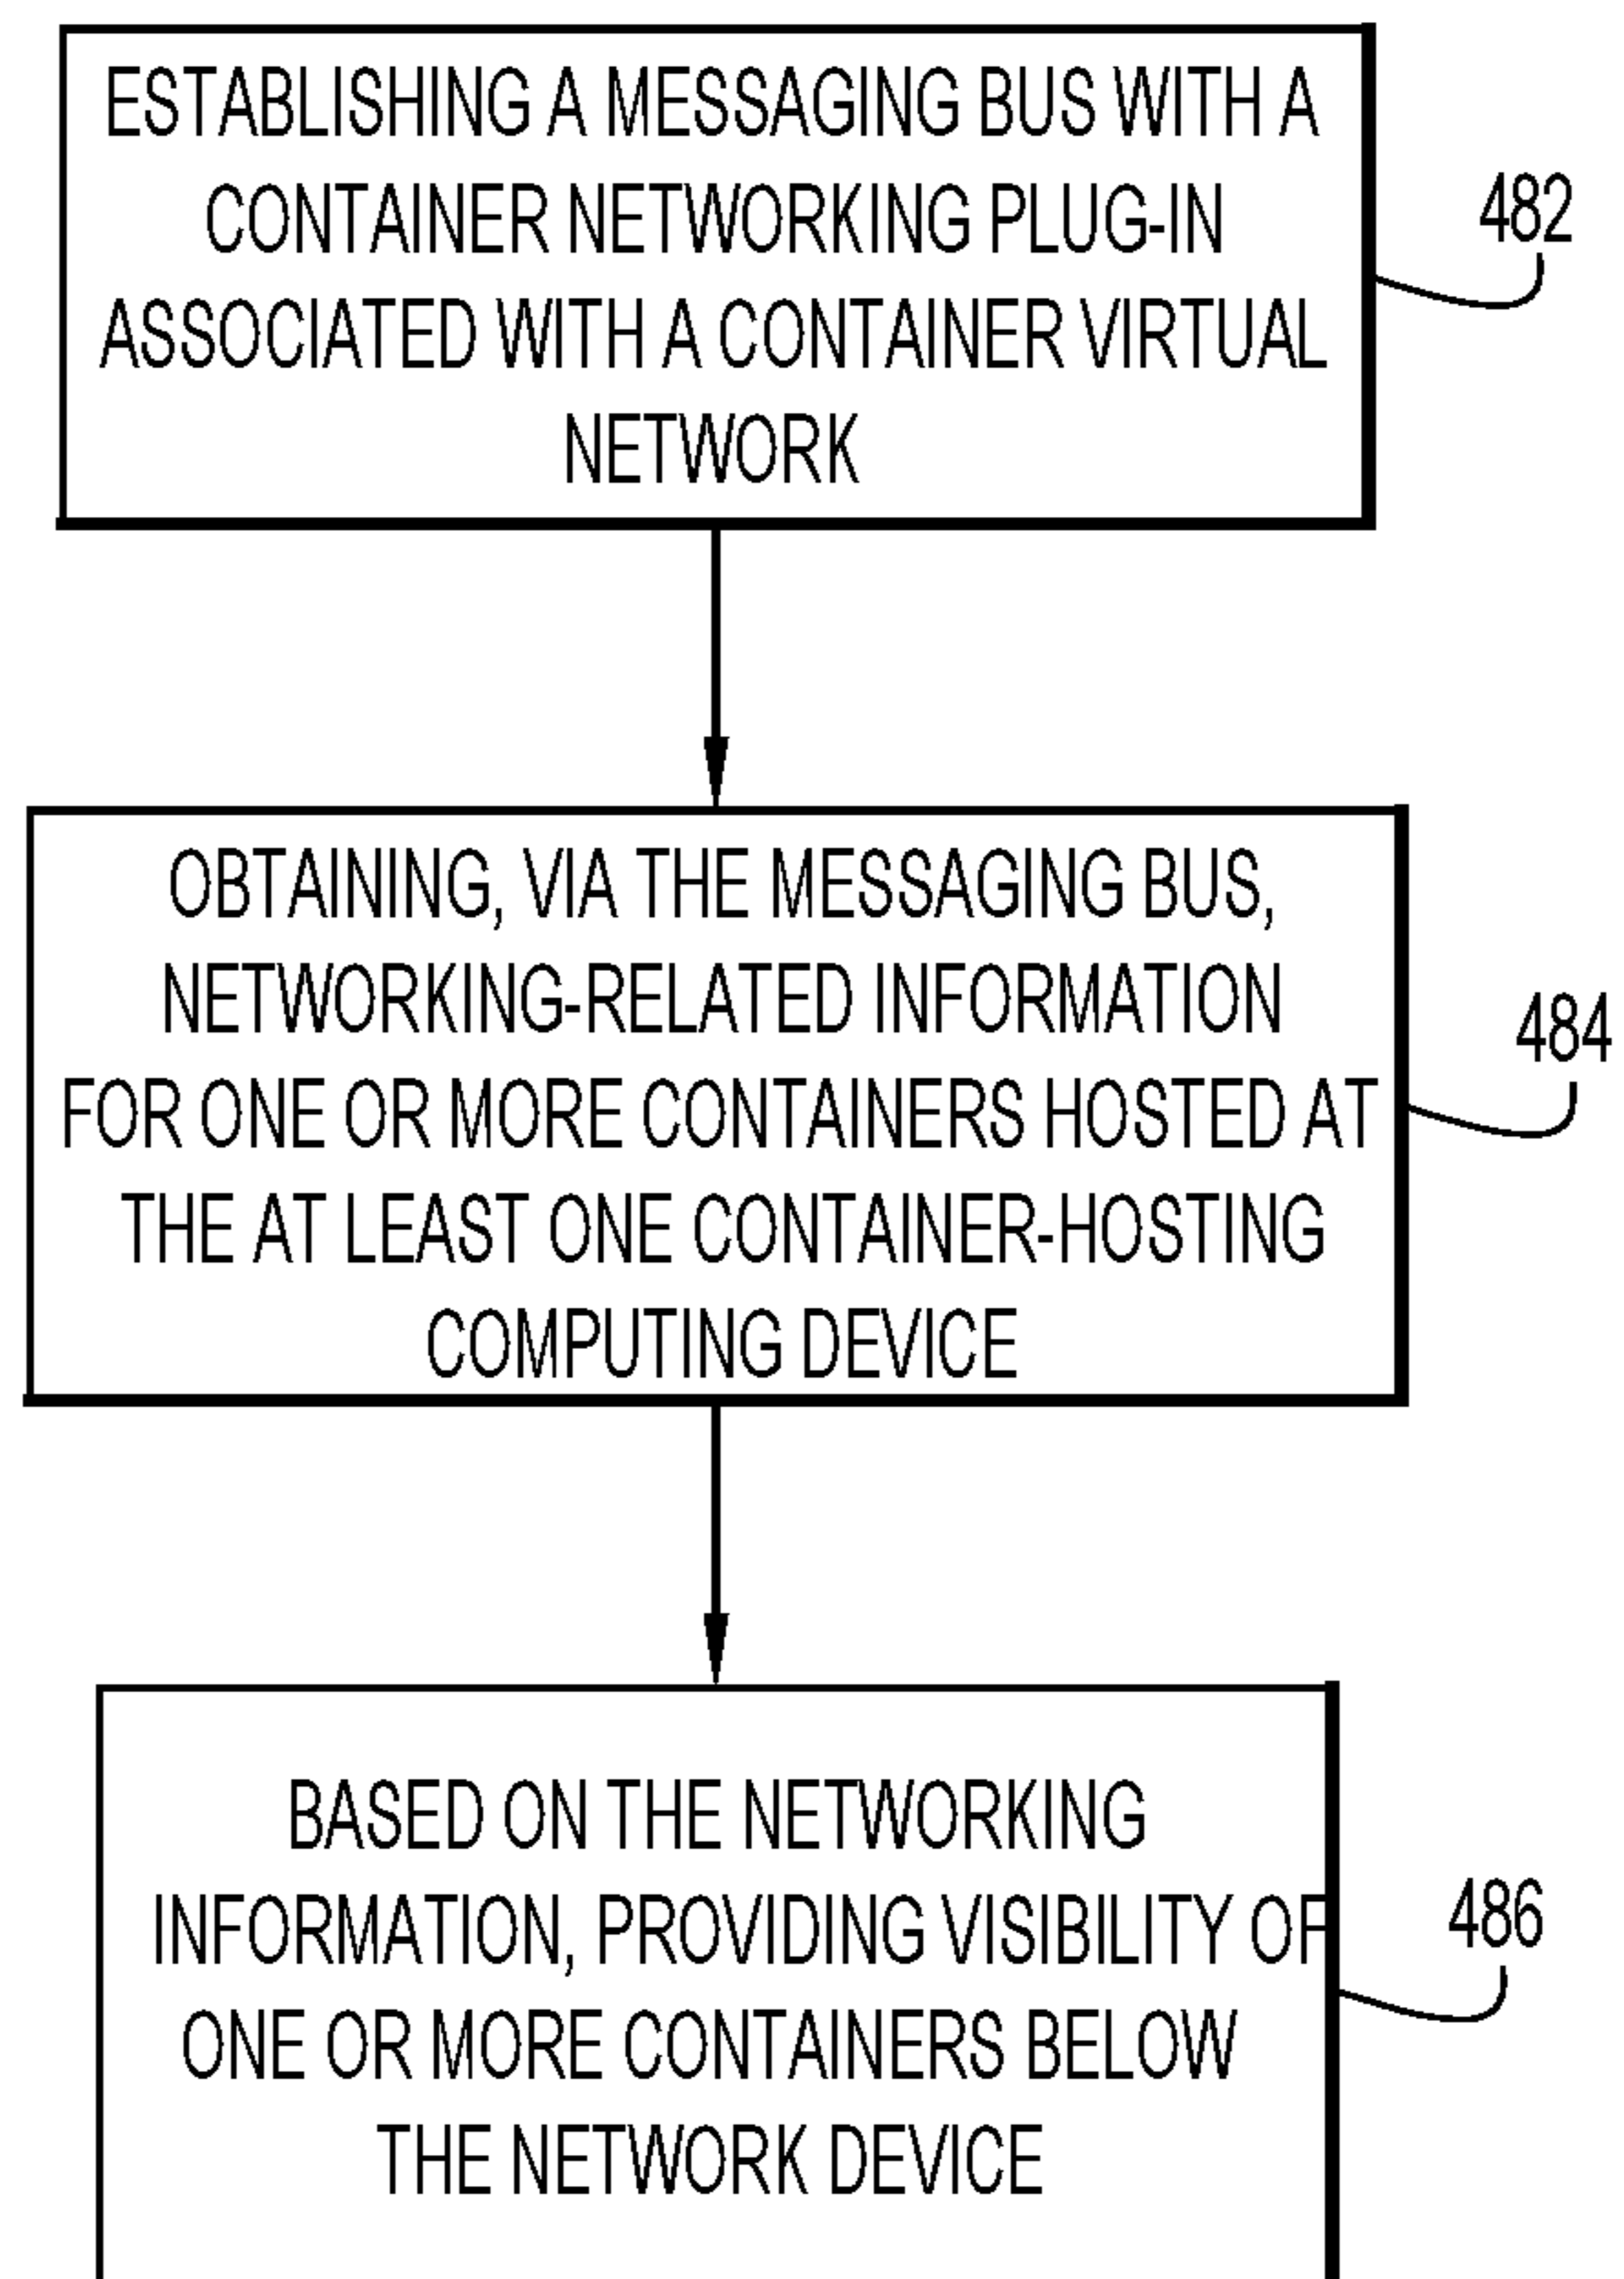 ESTABLISHING A MESSAGING BUS WITH A
CONTAINER NETWORKING PLUG-IN
ASSOCIATED WITH A CONTAINER VIRTUAL
NETWORK
482
OBTAINING, VIA THE MESSAGING BUS,
NETWORKING-RELATED INFORMATION
FOR ONE OR MORE CONTAINERS HOSTED AT
THE AT LEAST ONE CONTAINER-HOSTING
COMPUTING DEVICE
484
BASED ON THE NETWORKING
INFORMATION, PROVIDING VISIBILITY OF
ONE OR MORE CONTAINERS BELOW
THE NETWORK DEVICE
486